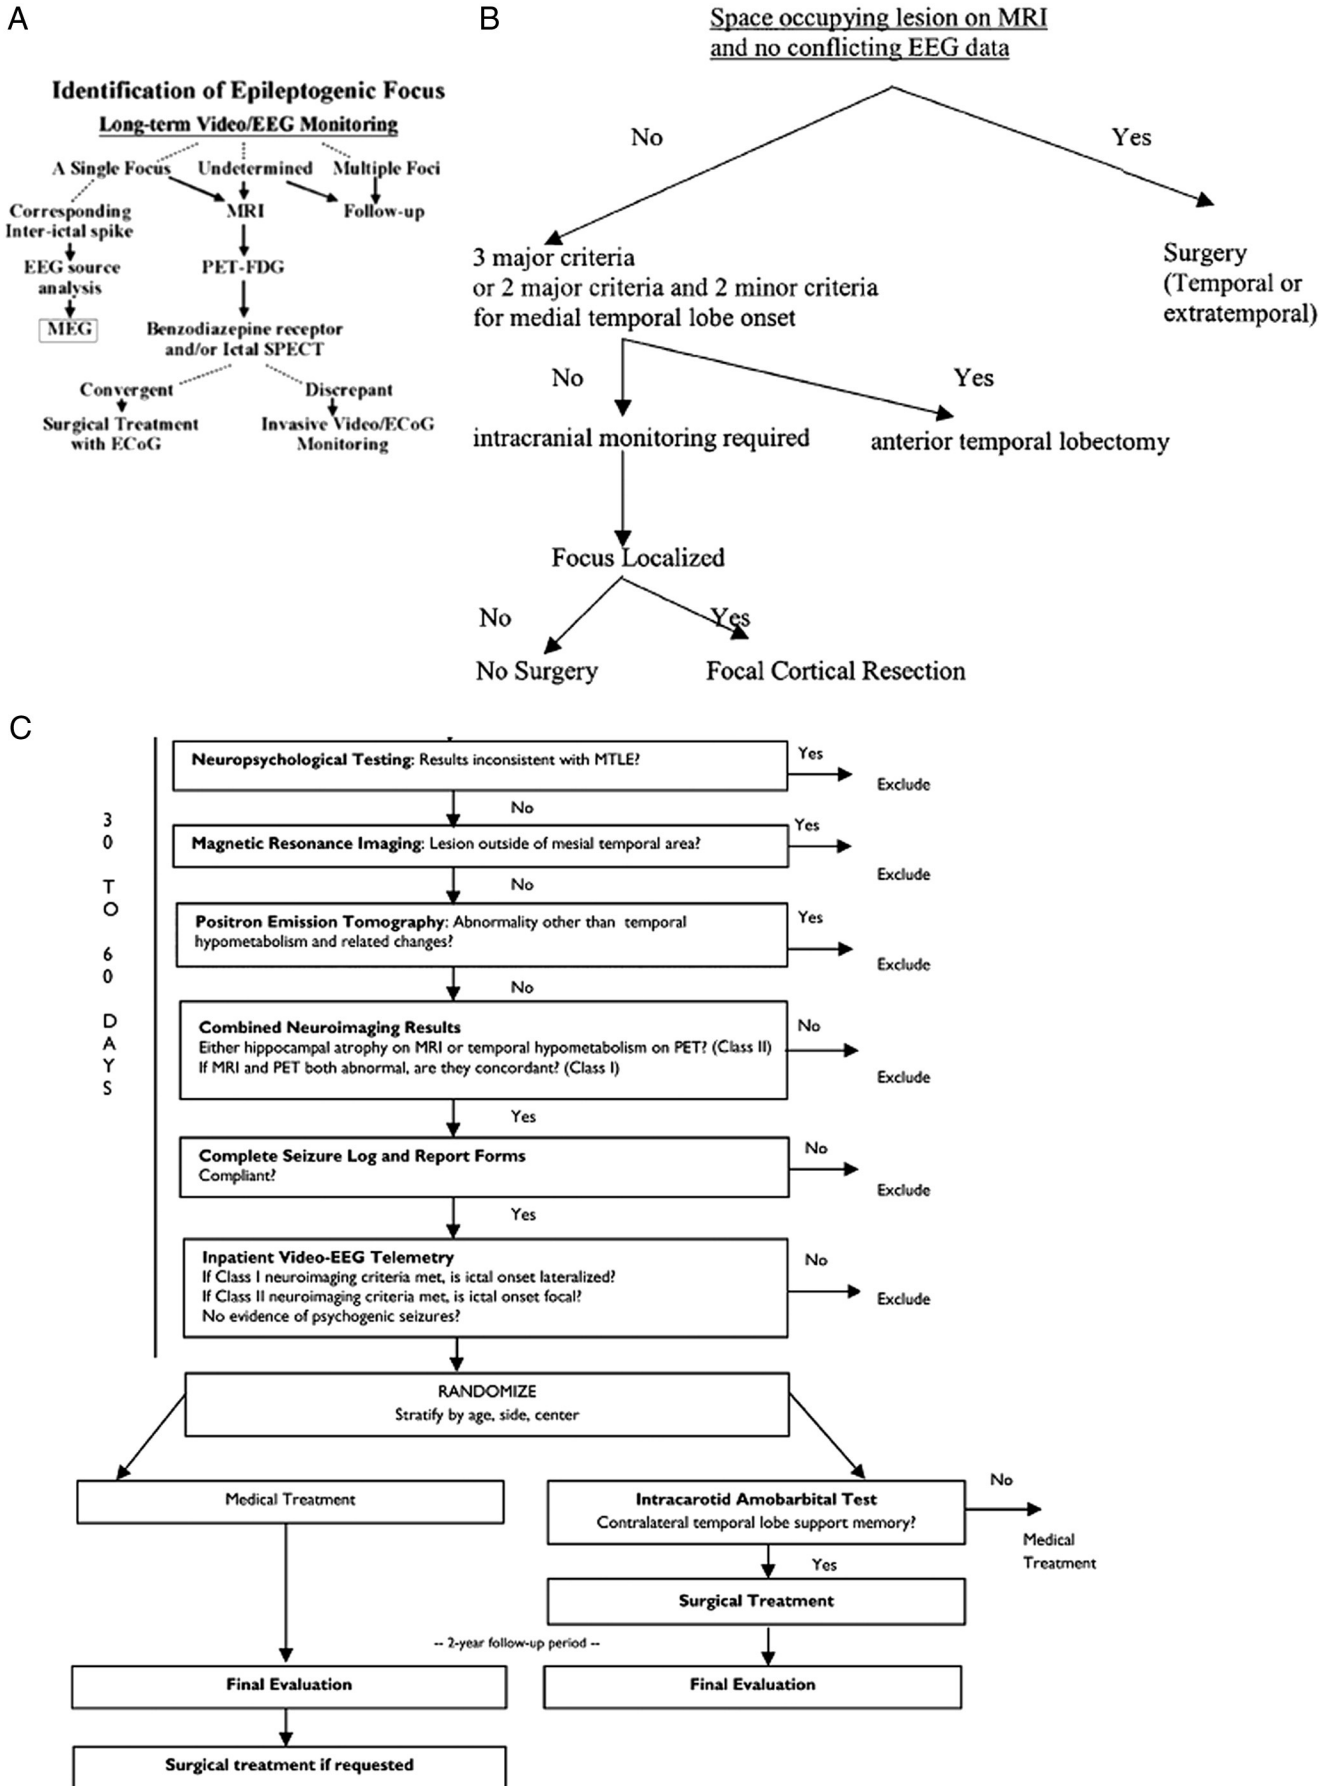 A
Identification of Epileptogenic Focus
Long-term Video/EEG Monitoring
A Single Focus Undetermined Multiple Foci
Corresponding
Inter-ictal spike
MRI
Follow-up
EEG source
analysis
PET-FDG
MEG
Benzodiazepine receptor
and/or Ictal SPECT
Convergent
Discrepant
Surgical Treatment
with ECoG
Invasive Video/ECoG
Monitoring
B
Space occupying lesion on MRI
and no conflicting EEG data
No
Yes
3 major criteria
or 2 major criteria and 2 minor criteria
for medial temporal lobe onset
Surgery
(Temporal or
extratemporal)
No
Yes
intracranial monitoring required
anterior temporal lobectomy
Focus Localized
No
Yes
No Surgery
Focal Cortical Resection
C
30 TO 60 DAYS
Neuropsychological Testing: Results inconsistent with MTLE?
Yes
Exclude
No
Magnetic Resonance Imaging: Lesion outside of mesial temporal area?
Yes
Exclude
No
Positron Emission Tomography: Abnormality other than temporal
hypometabolism and related changes?
Yes
Exclude
No
Combined Neuroimaging Results
Either hippocampal atrophy on MRI or temporal hypometabolism on PET? (Class II)
If MRI and PET both abnormal, are they concordant? (Class I)
No
Exclude
Yes
Complete Seizure Log and Report Forms
Compliant?
No
Exclude
Yes
Inpatient Video-EEG Telemetry
If Class I neuroimaging criteria met, is ictal onset lateralized?
If Class II neuroimaging criteria met, is ictal onset focal?
No evidence of psychogenic seizures?
No
Exclude
RANDOMIZE
Stratify by age, side, center
Medical Treatment
Intracarotid Amobarbital Test
Contralateral temporal lobe support memory?
No
Medical
Treatment
Yes
Surgical Treatment
-- 2-year follow-up period --
Final Evaluation
Final Evaluation
Surgical treatment if requested